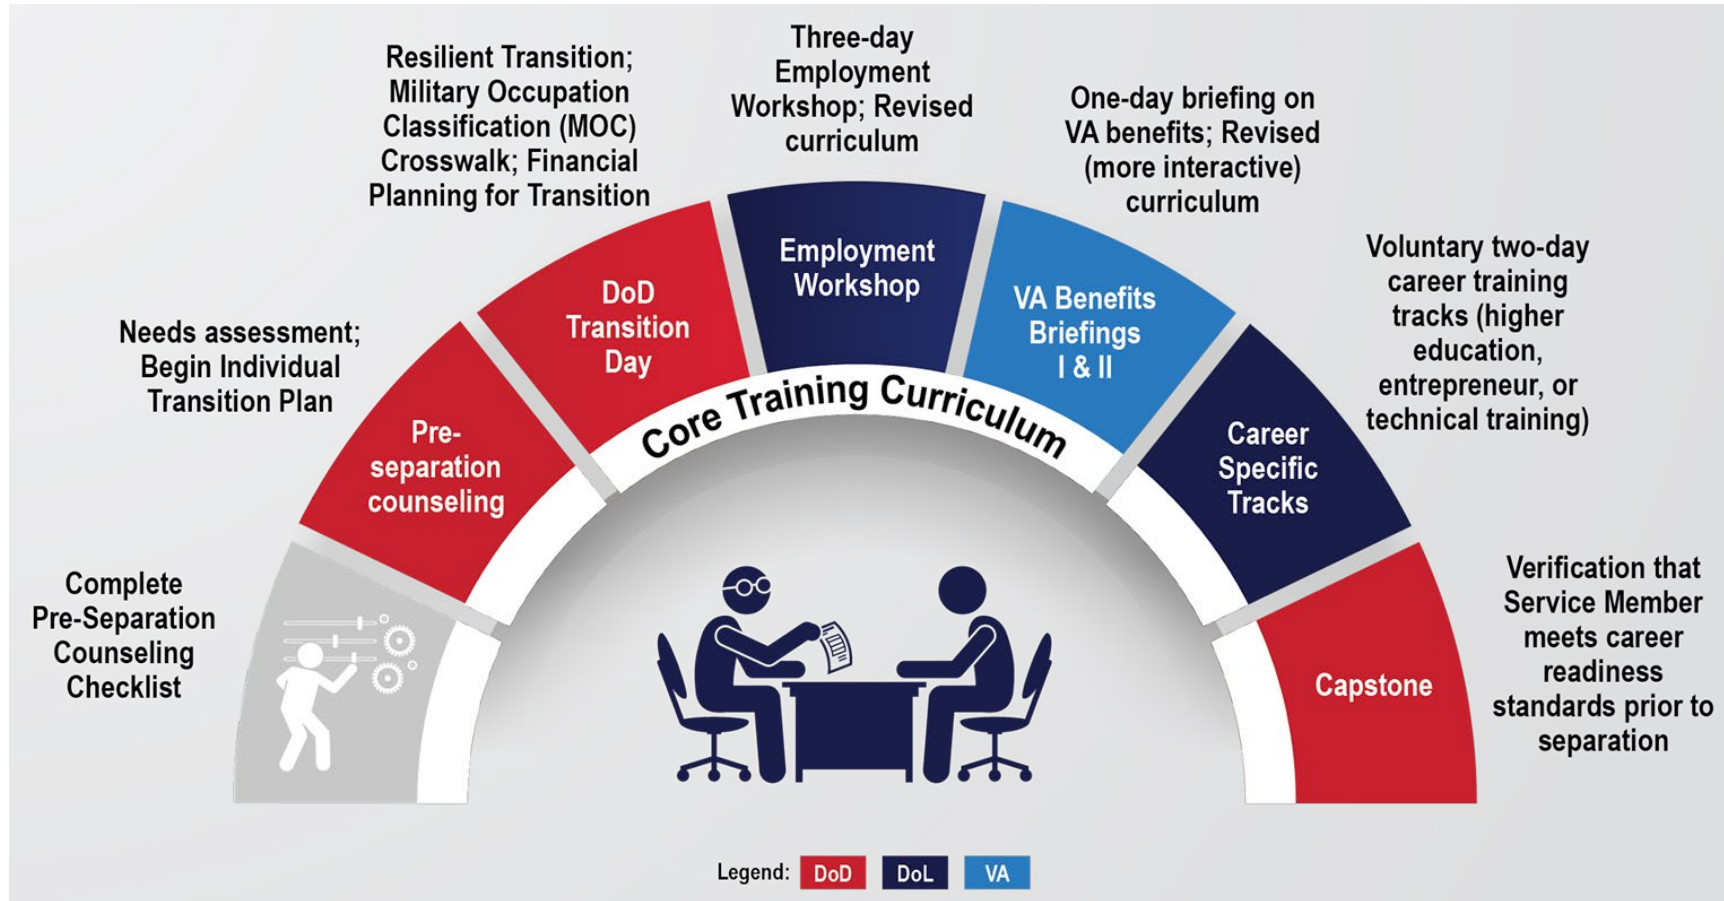 Complete
Pre-Separation
Counseling
Checklist
Needs assessment;
Begin Individual
Transition Plan
Pre-
separation
counseling
Resilient Transition;
Military Occupation
Classification (MOC)
Crosswalk; Financial
Planning for Transition
DoD
Transition
Day
Three-day
Employment
Workshop; Revised
curriculum
Employment
Workshop
One-day briefing on
VA benefits; Revised
(more interactive)
curriculum
VA Benefits
Briefings
I & II
Core Training Curriculum
Voluntary two-day
career training
tracks (higher
education,
entrepreneur, or
technical training)
Career
Specific
Tracks
Verification that
Service Member
meets career
readiness
standards prior to
separation
Capstone
Legend: DoD DoL VA